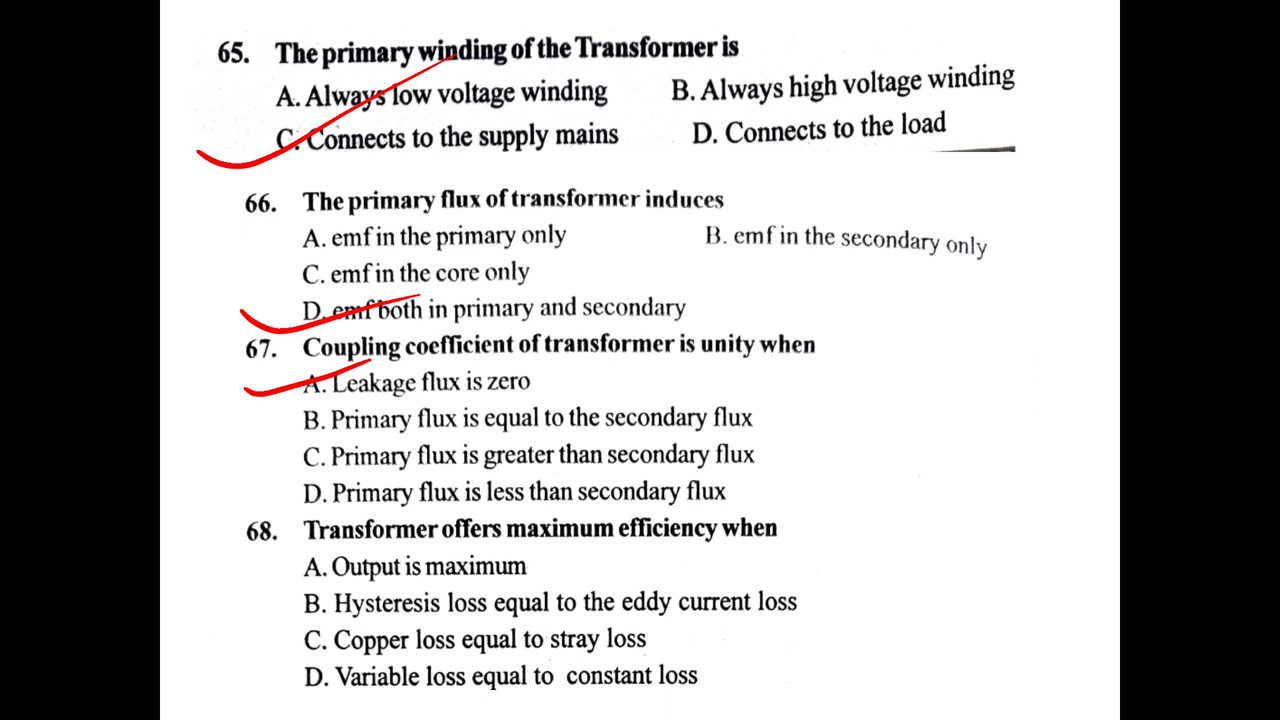 65. The primary winding of the Transformer is
A. Always low voltage winding B. Always high voltage winding
C. Connects to the supply mains D. Connects to the load
66. The primary flux of transformer induces
A. emf in the primary only B. emf in the secondary only
C. emf in the core only
D. emf both in primary and secondary
67. Coupling coefficient of transformer is unity when
A. Leakage flux is zero
B. Primary flux is equal to the secondary flux
C. Primary flux is greater than secondary flux
D. Primary flux is less than secondary flux
68. Transformer offers maximum efficiency when
A. Output is maximum
B. Hysteresis loss equal to the eddy current loss
C. Copper loss equal to stray loss
D. Variable loss equal to constant loss